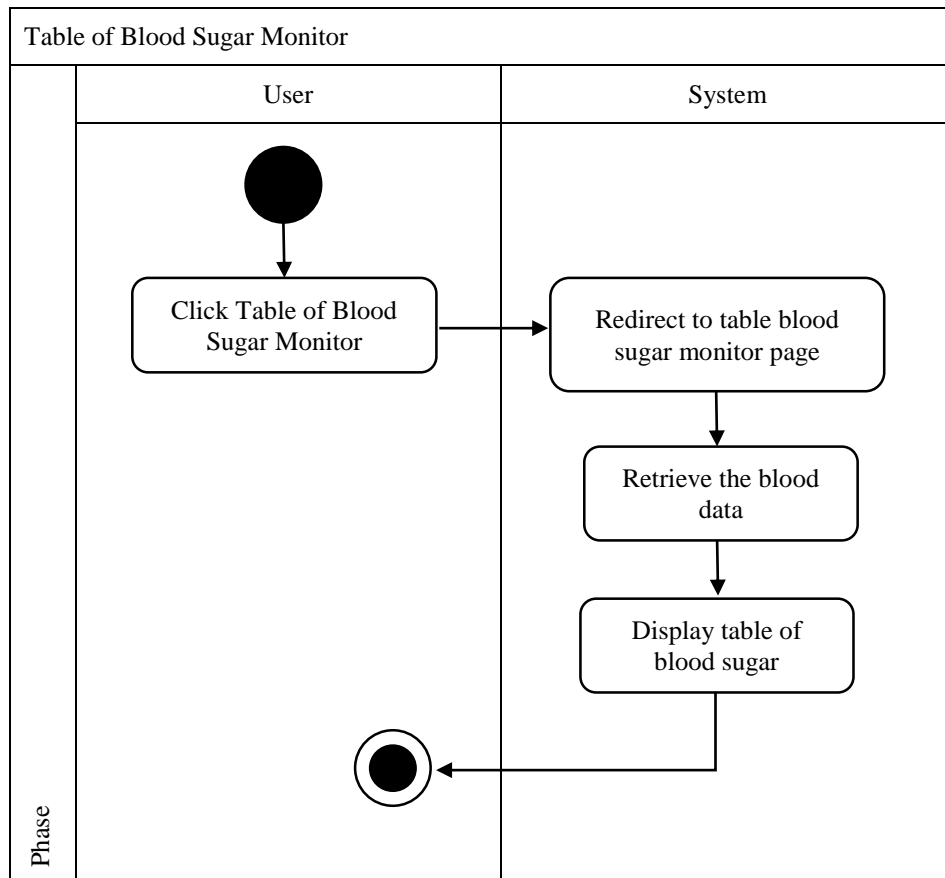 Table of Blood Sugar Monitor
User
System
Click Table of Blood
Sugar Monitor
Redirect to table blood
sugar monitor page
Retrieve the blood
data
Display table of
blood sugar
Phase